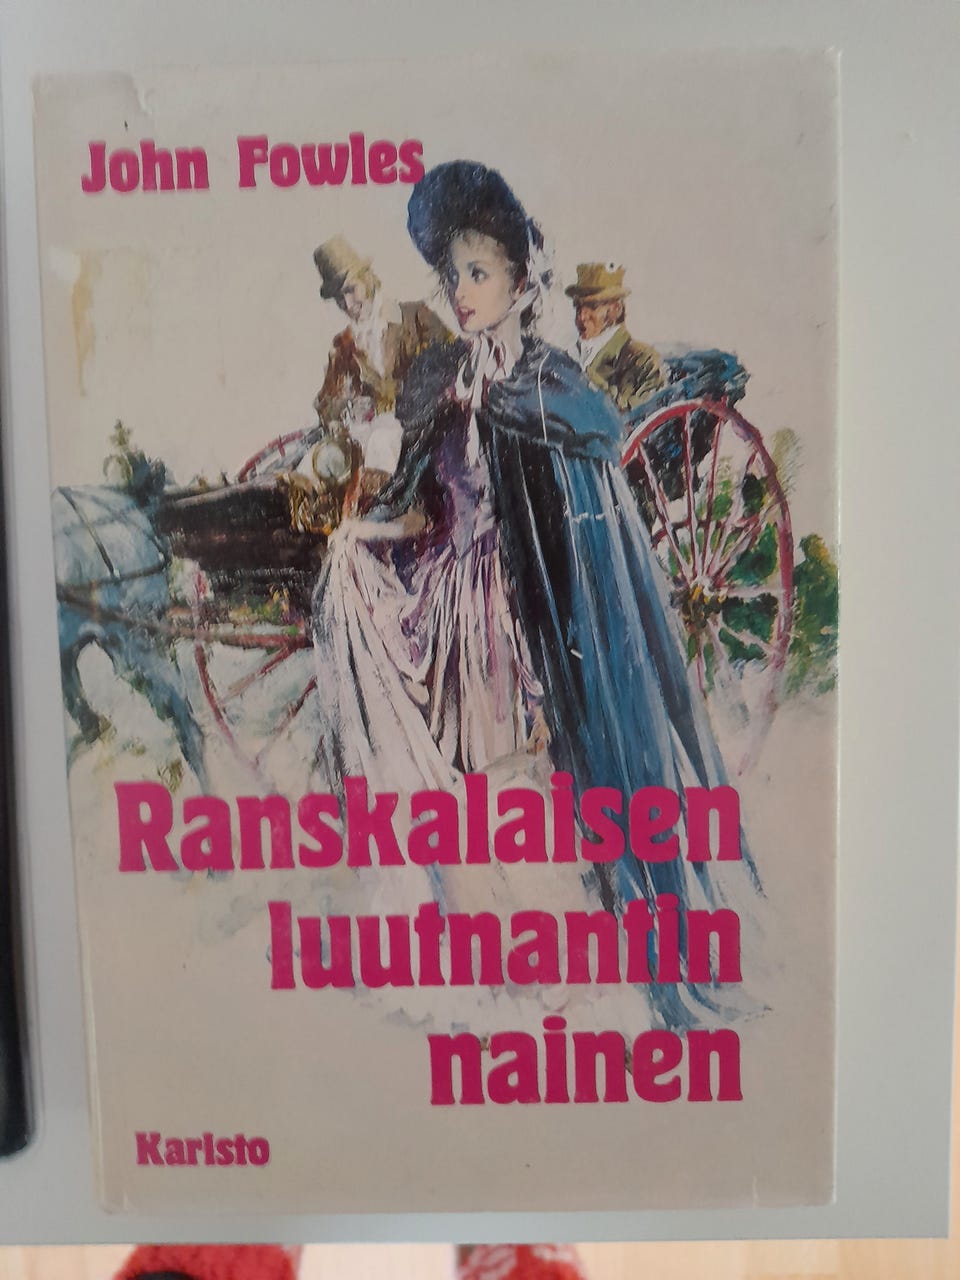 John Fowles
Ranskalaisen
luutnantin
nainen
Karisto